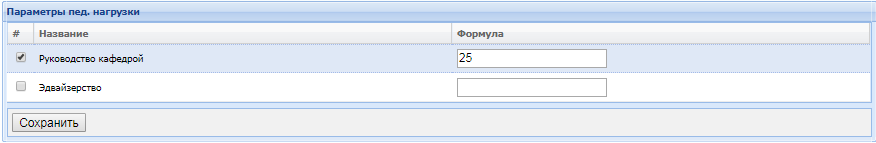 Параметры пед. нагрузки
# Название Формула
Руководство кафедрой 25
Эдвайзерство
Сохранить